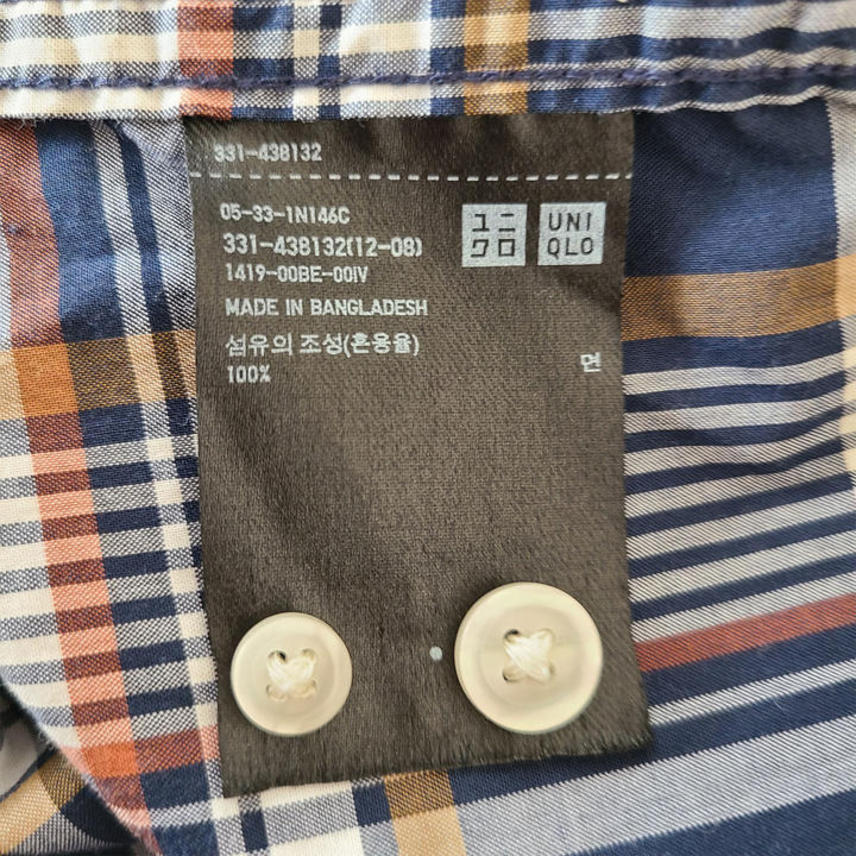 331-438132
05-33-1N146C
331-438132(12-08)
1419-00BE-00IV
MADE IN BANGLADESH
섬유의 조성(혼용율)
100% 면
ユニ
クロ
UNI
QLO